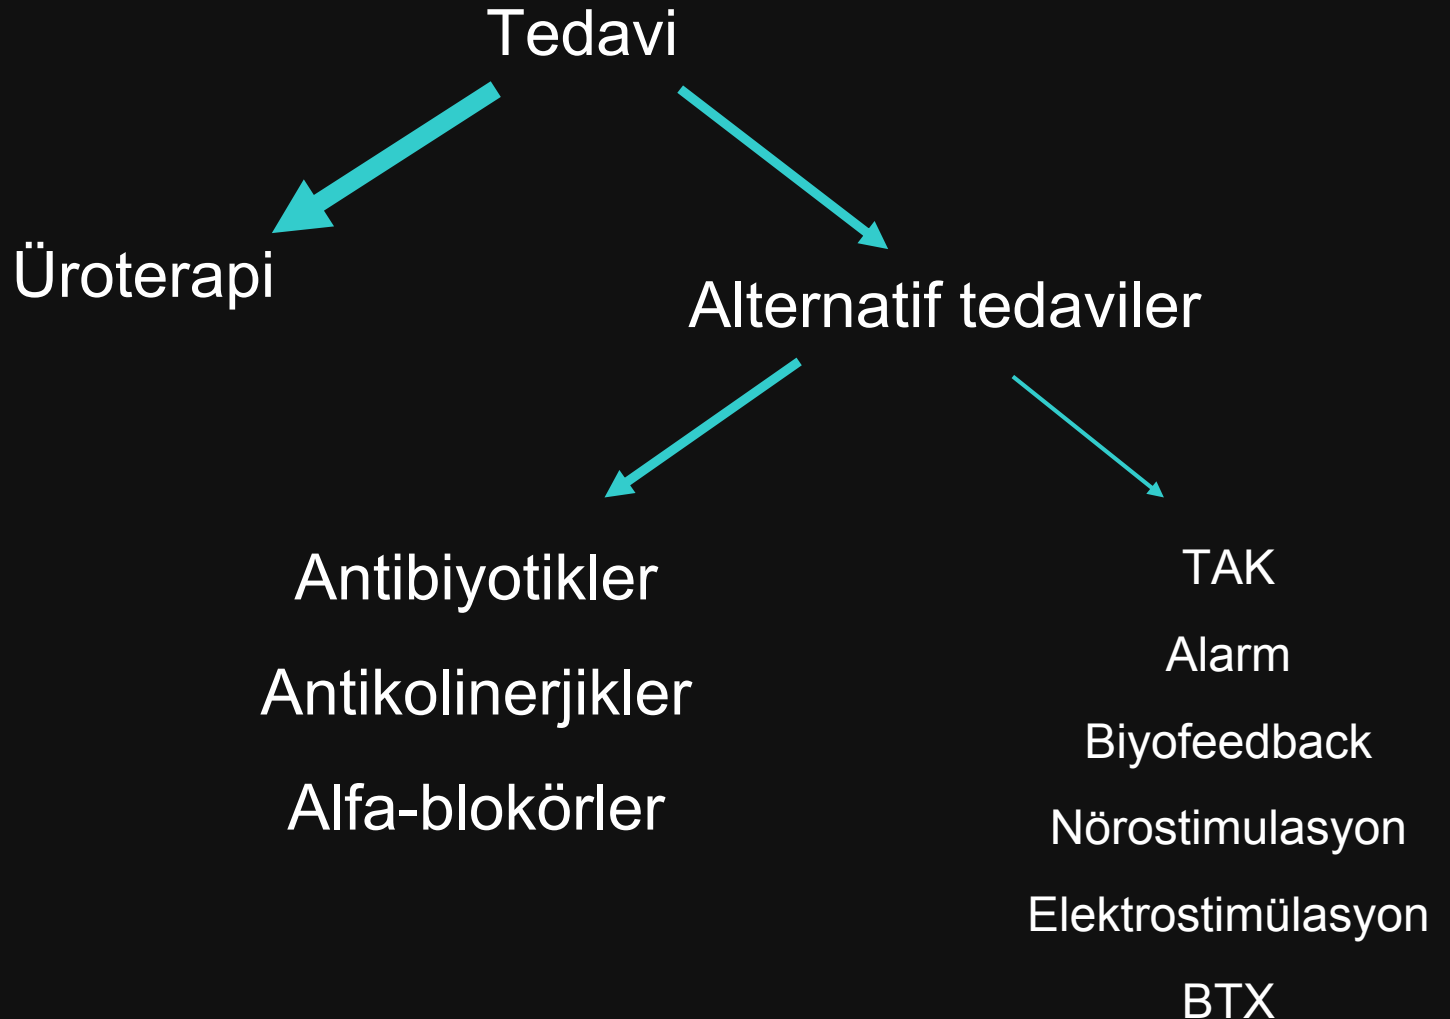 Tedavi
Üroterapi
Alternatif tedaviler
Antibiyotikler
Antikolinerjikler
Alfa-blokörler
TAK
Alarm
Biyofeedback
Nörostimulasyon
Elektrostimülasyon
BTX